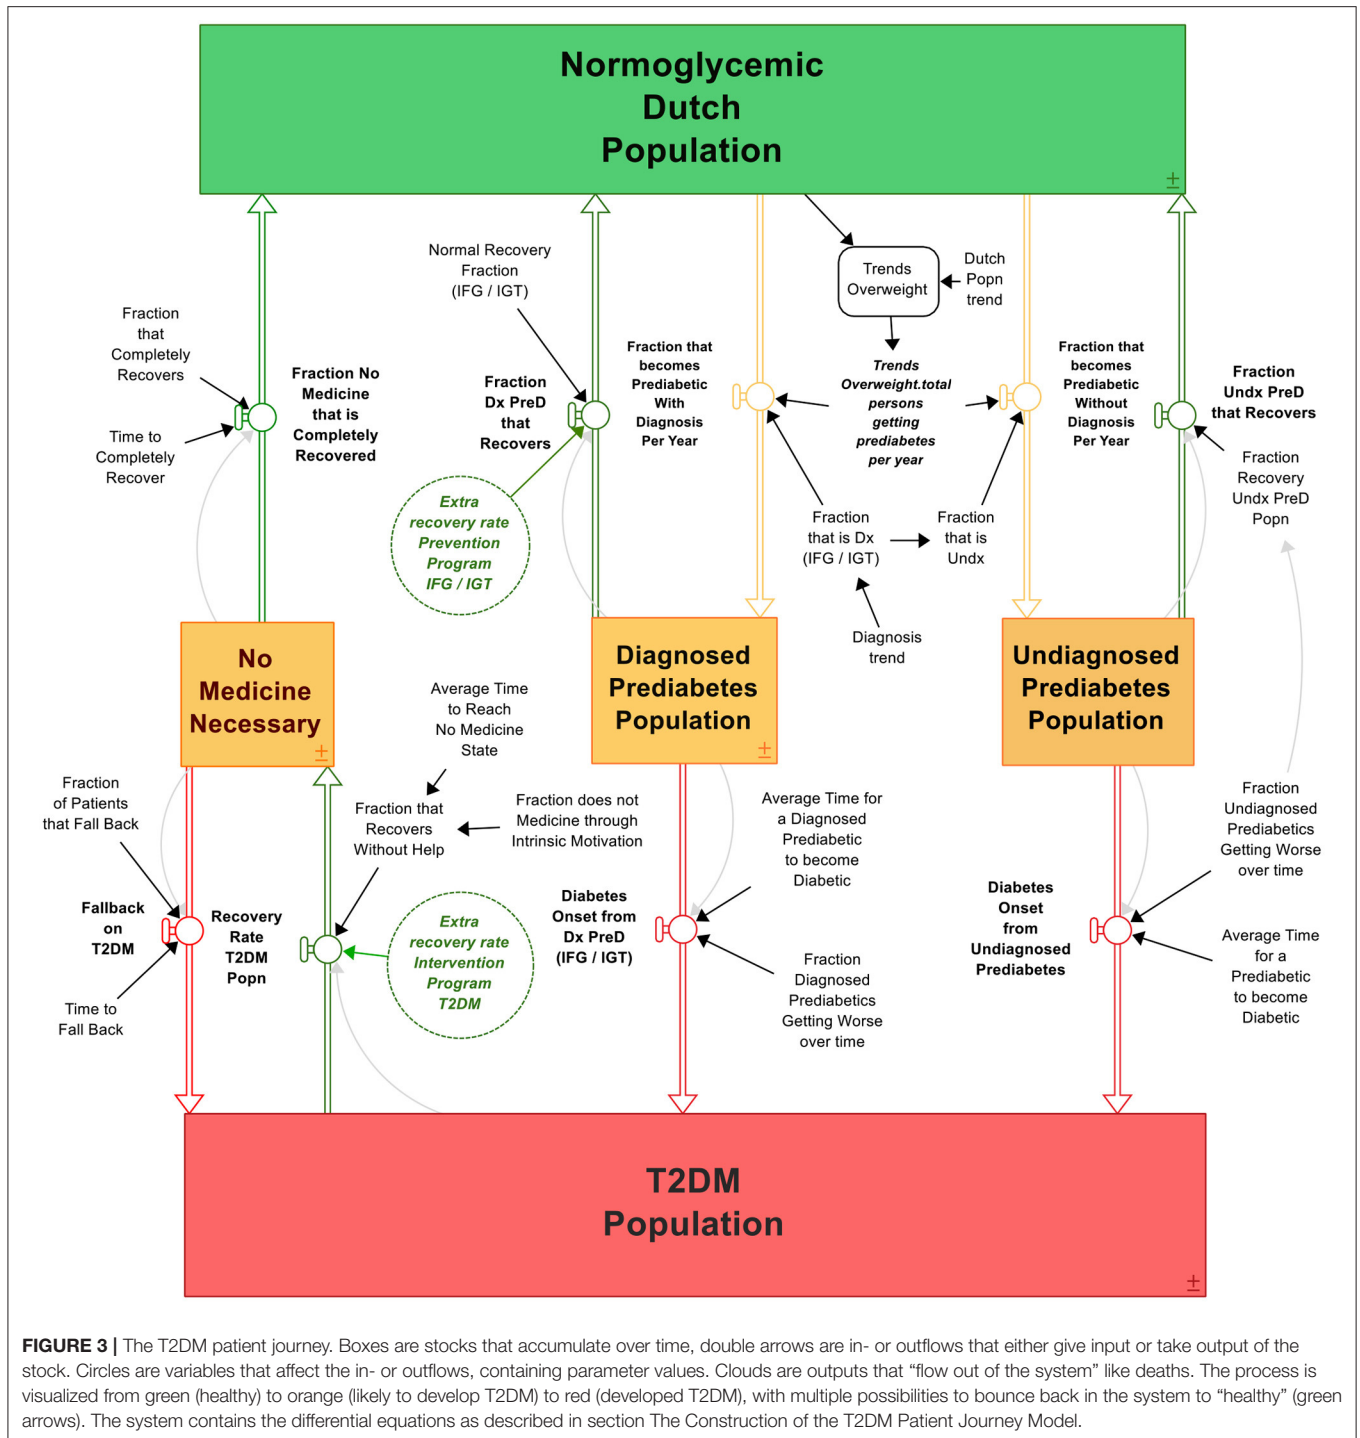 Normoglycemic
Dutch
Population
±
Normal Recovery
Fraction
(IFG / IGT)
Trends
Overweight
Dutch
Popn
trend
Fraction
that
Completely
Recovers
Time to
Completely
Recover
Fraction No
Medicine
that is
Completely
Recovered
Fraction
Dx PreD
that
Recovers
Fraction that
becomes
Prediabetic
With
Diagnosis
Per Year
Trends
Overweight.total
persons
getting
prediabetes
per year
Fraction that
becomes
Prediabetic
Without
Diagnosis
Per Year
Fraction
Undx PreD
that Recovers
Fraction
Recovery
Undx PreD
Popn
Extra
recovery rate
Prevention
Program
IFG / IGT
Fraction
that is Dx
(IFG / IGT)
Fraction
that is
Undx
Diagnosis
trend
No
Medicine
Necessary
±
Diagnosed
Prediabetes
Population
±
Undiagnosed
Prediabetes
Population
Average Time
to Reach
No Medicine
State
Fraction
of Patients
that Fall Back
Fraction that
Recovers
Without Help
Fraction does not
Medicine through
Intrinsic Motivation
Average Time for
a Diagnosed
Prediabetic
to become
Diabetic
Fraction
Undiagnosed
Prediabetics
Getting Worse
over time
Fallback
on
T2DM
Recovery
Rate
T2DM
Popn
Time to
Fall Back
Extra
recovery rate
Intervention
Program
T2DM
Diabetes
Onset from
Dx PreD
(IFG / IGT)
Fraction
Diagnosed
Prediabetics
Getting Worse
over time
Diabetes
Onset
from
Undiagnosed
Prediabetes
Average Time
for a
Prediabetic
to become
Diabetic
T2DM
Population
±
FIGURE 3 | The T2DM patient journey. Boxes are stocks that accumulate over time, double arrows are in- or outflows that either give input or take output of the
stock. Circles are variables that affect the in- or outflows, containing parameter values. Clouds are outputs that “flow out of the system” like deaths. The process is
visualized from green (healthy) to orange (likely to develop T2DM) to red (developed T2DM), with multiple possibilities to bounce back in the system to “healthy” (green
arrows). The system contains the differential equations as described in section The Construction of the T2DM Patient Journey Model.